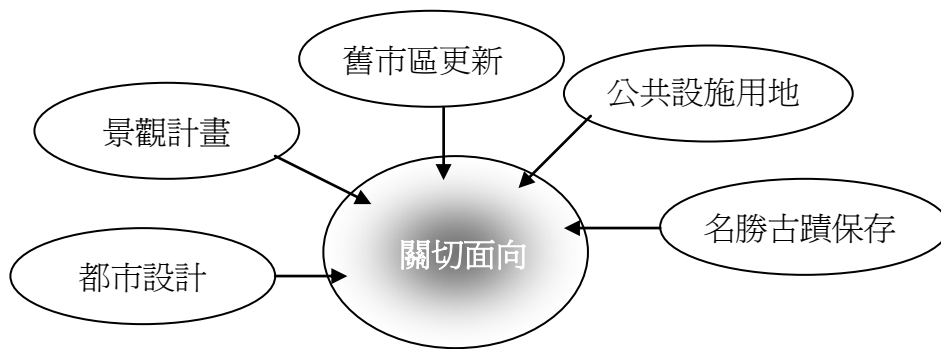 舊市區更新
公共設施用地
景觀計畫
名勝古蹟保存
關切面向
都市設計